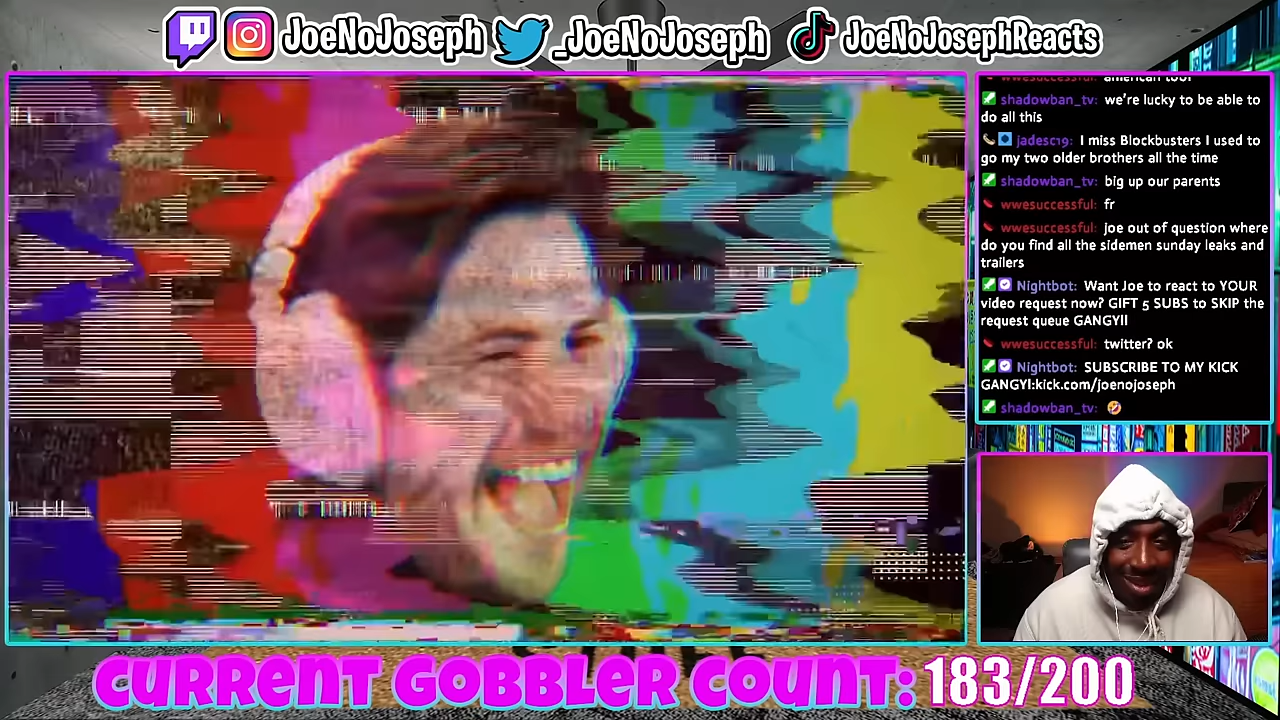 JoeNoJoseph _JoeNoJoseph JoeNoJosephReacts
wwesuccessful: american tour
shadowban_tv: we're lucky to be able to
do all this
jadesc19: I miss Blockbusters I used to
go my two older brothers all the time
shadowban_tv: big up our parents
wwesuccessful: fr
wwesuccessful: joe out of question where
do you find all the sidemen sunday leaks and
trailers
Nightbot: Want Joe to react to YOUR
video request now? GIFT 5 SUBS to SKIP the
request queue GANGY!!
wwesuccessful: twitter? ok
Nightbot: SUBSCRIBE TO MY KICK
GANGY!:kick.com/joenojoseph
shadowban_tv: 🤣
CURRENT GOBBLER COUNT: 183/200